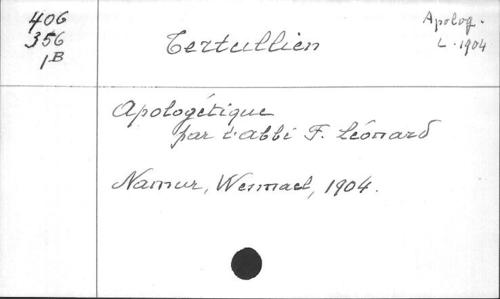 406
356
1B
Tertullien
Apolog.
L. 1904
Apologétique
par l'abbé F. Léonard
Namur, Wesmael, 1904.